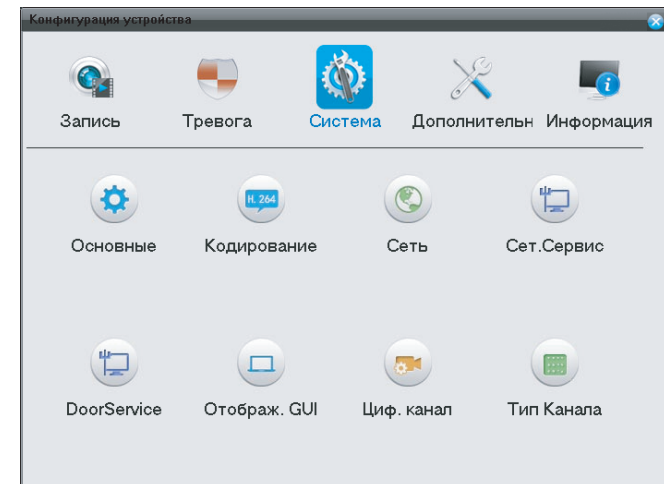 Конфигурация устройства
Запись Тревога Система Дополнительн Информация
H. 264
Основные Кодирование Сеть Сет.Сервис
DoorService Отображ. GUI Циф. канал Тип Канала